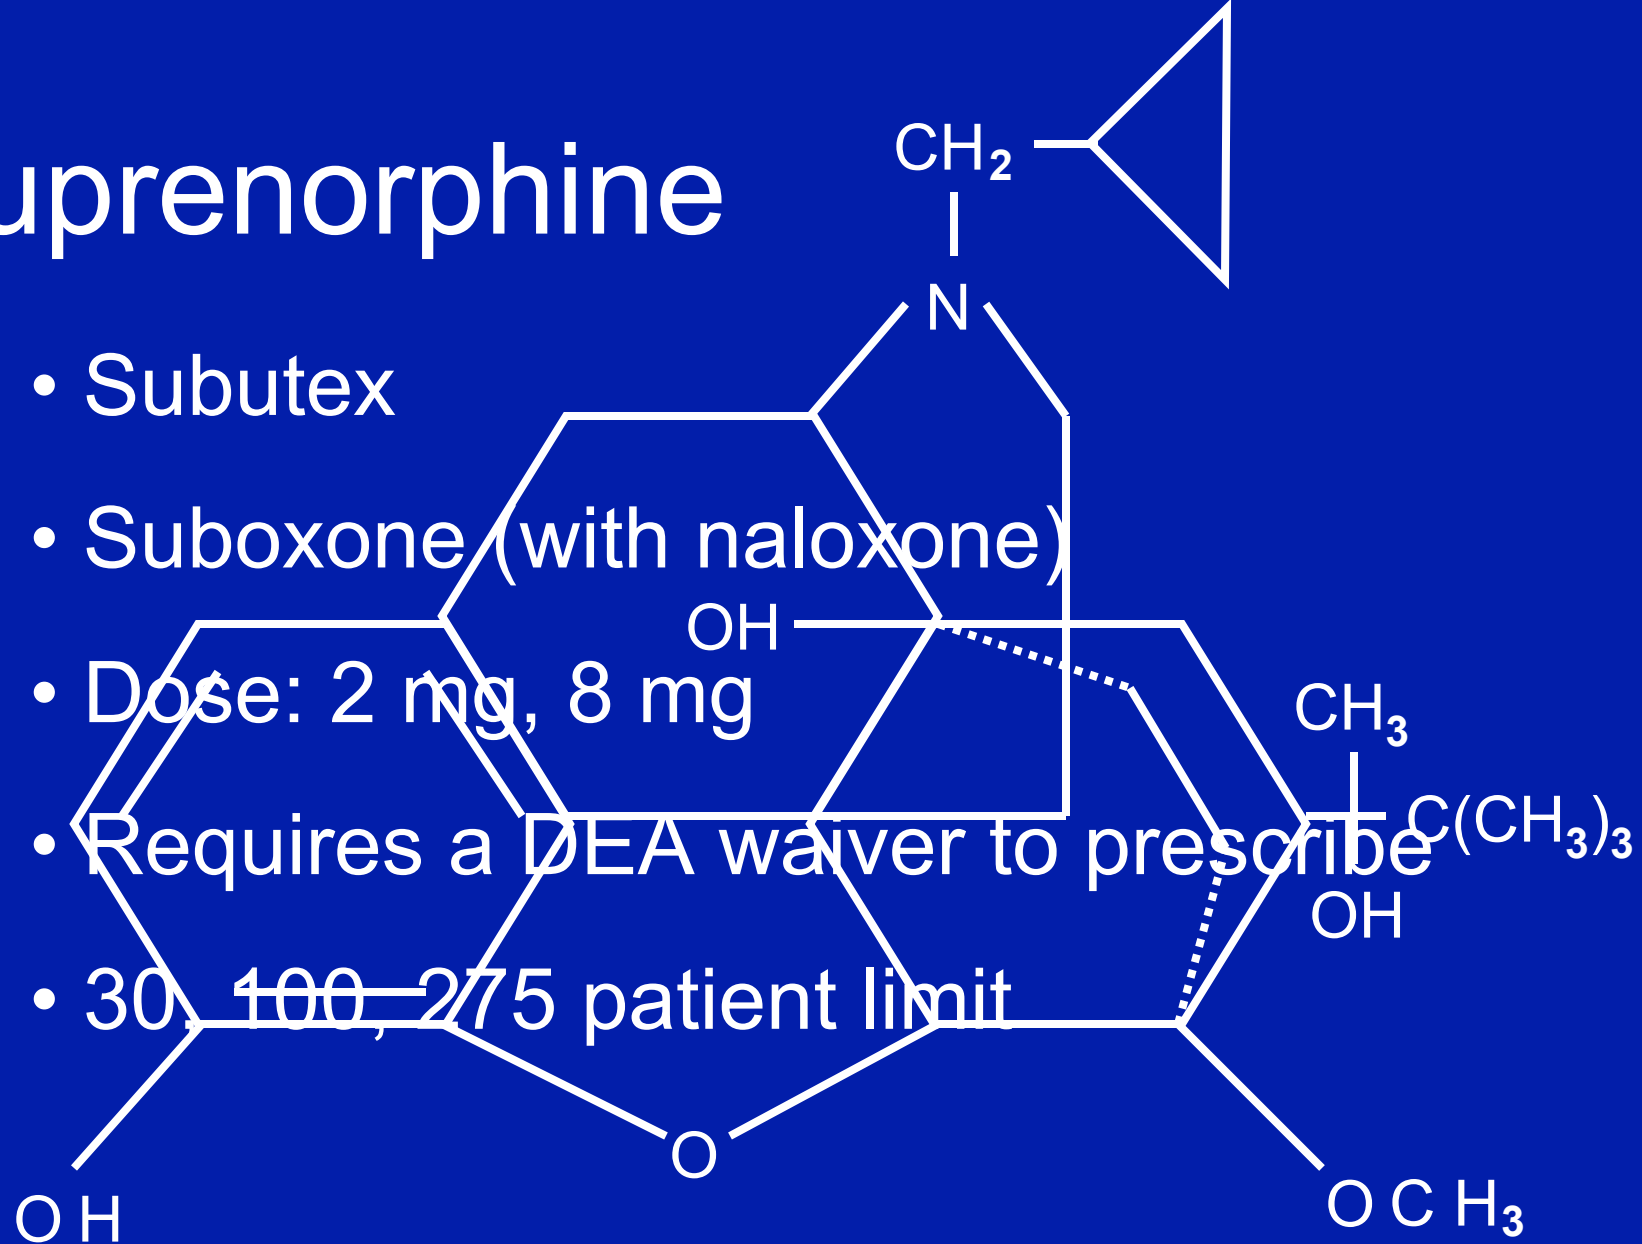 uprenorphine
• Subutex
• Suboxone (with naloxone)
• Dose: 2 mg, 8 mg
• Requires a DEA waiver to prescribe
• 30, 100, 275 patient limit
CH2
N
OH
CH3
C(CH3)3
OH
O
OH
OCH3